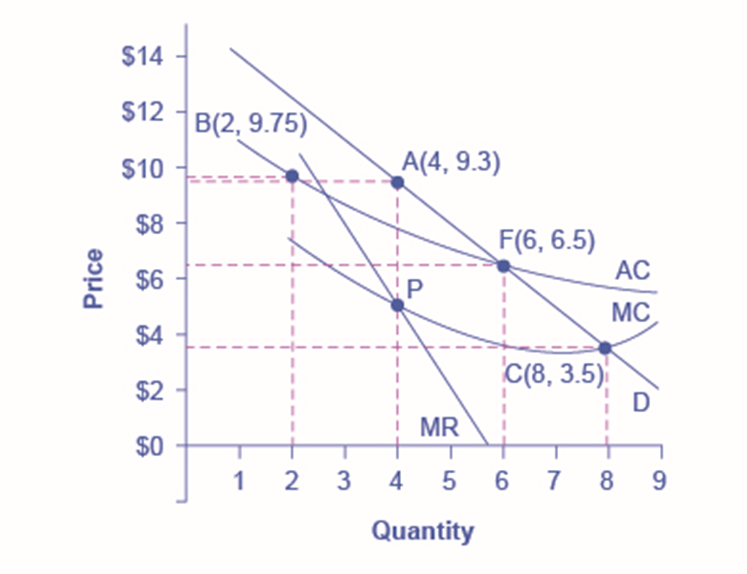 $14
$12
B(2, 9.75)
$10
A(4, 9.3)
$8
F(6, 6.5)
AC
$6
P
MC
$4
C(8, 3.5)
$2
D
MR
$0
1 2 3 4 5 6 7 8 9
Price
Quantity